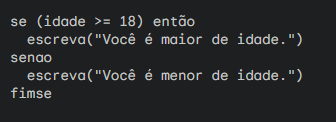 se (idade >= 18) então
  escreva("Você é maior de idade.")
senao
  escreva("Você é menor de idade.")
fimse